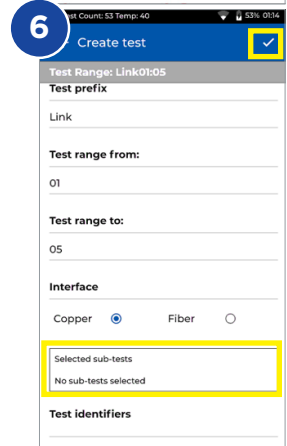 6
st Count: 53 Temp: 40 53% 01:14
Create test
Test Range: Link01:05
Test prefix
Link
Test range from:
01
Test range to:
05
Interface
Copper Fiber
Selected sub-tests
No sub-tests selected
Test identifiers